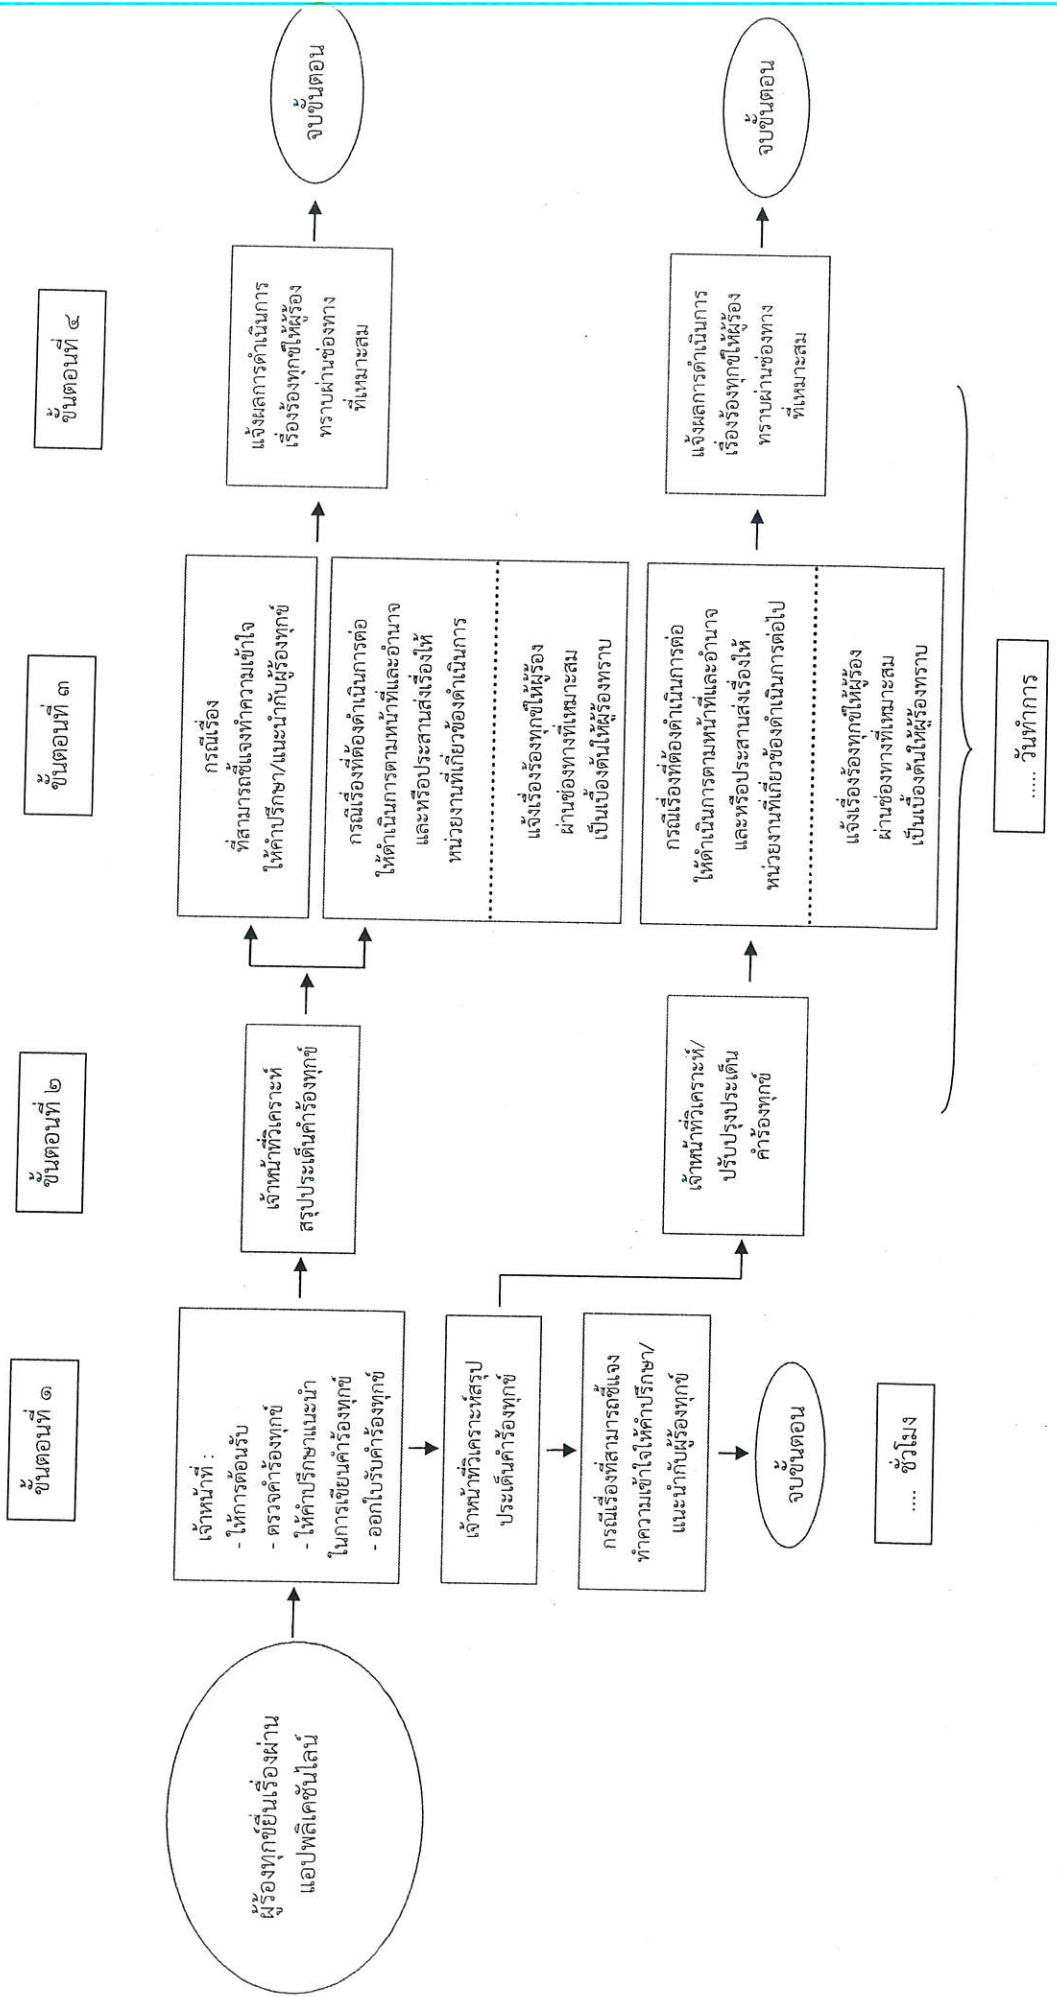 ขั้นตอนที่ ๑
ขั้นตอนที่ ๒
ขั้นตอนที่ ๓
ขั้นตอนที่ ๔
ผู้ร้องทุกข์ยื่นเรื่องผ่าน
แอปพลิเคชันไลน์
เจ้าหน้าที่ :
- ให้การต้อนรับ
- ตรวจคำร้องทุกข์
- ให้คำปรึกษาแนะนำ
ในการเขียนคำร้องทุกข์
- ออกใบรับคำร้องทุกข์
เจ้าหน้าที่วิเคราะห์
สรุปประเด็นคำร้องทุกข์
กรณีเรื่อง
ที่สามารถชี้แจงทำความเข้าใจ
ให้คำปรึกษา/แนะนำกับผู้ร้องทุกข์
กรณีเรื่องที่ต้องดำเนินการต่อ
ให้ดำเนินการตามหน้าที่และอำนาจ
และหรือประสานส่งเรื่องให้
หน่วยงานที่เกี่ยวข้องดำเนินการ
แจ้งเรื่องร้องทุกข์ให้ผู้ร้อง
ผ่านช่องทางที่เหมาะสม
เป็นเบื้องต้นให้ผู้ร้องทราบ
แจ้งผลการดำเนินการ
เรื่องร้องทุกข์ให้ผู้ร้อง
ทราบผ่านช่องทาง
ที่เหมาะสม
จบขั้นตอน
เจ้าหน้าที่วิเคราะห์สรุป
ประเด็นคำร้องทุกข์
กรณีเรื่องที่สามารถชี้แจง
ทำความเข้าใจให้คำปรึกษา/
แนะนำกับผู้ร้องทุกข์
จบขั้นตอน
เจ้าหน้าที่วิเคราะห์/
ปรับปรุงประเด็น
คำร้องทุกข์
กรณีเรื่องที่ต้องดำเนินการต่อ
ให้ดำเนินการตามหน้าที่และอำนาจ
และหรือประสานส่งเรื่องให้
หน่วยงานที่เกี่ยวข้องดำเนินการต่อไป
แจ้งเรื่องร้องทุกข์ให้ผู้ร้อง
ผ่านช่องทางที่เหมาะสม
เป็นเบื้องต้นให้ผู้ร้องทราบ
แจ้งผลการดำเนินการ
เรื่องร้องทุกข์ให้ผู้ร้อง
ทราบผ่านช่องทาง
ที่เหมาะสม
จบขั้นตอน
.... ชั่วโมง
..... วันทำการ